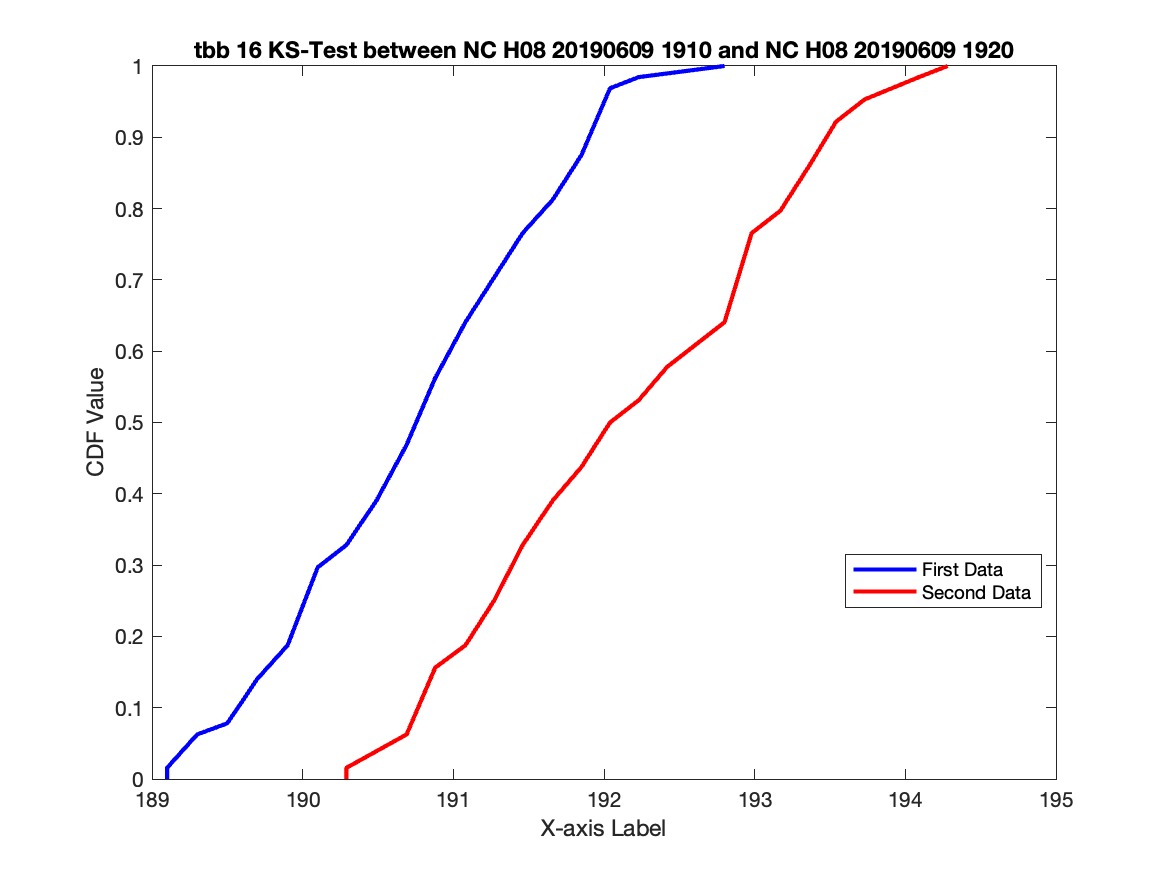 tbb 16 KS-Test between NC H08 20190609 1910 and NC H08 20190609 1920
1
0.9
0.8
0.7
0.6
0.5
0.4
0.3
0.2
0.1
0
CDF Value
First Data
Second Data
189 190 191 192 193 194 195
X-axis Label